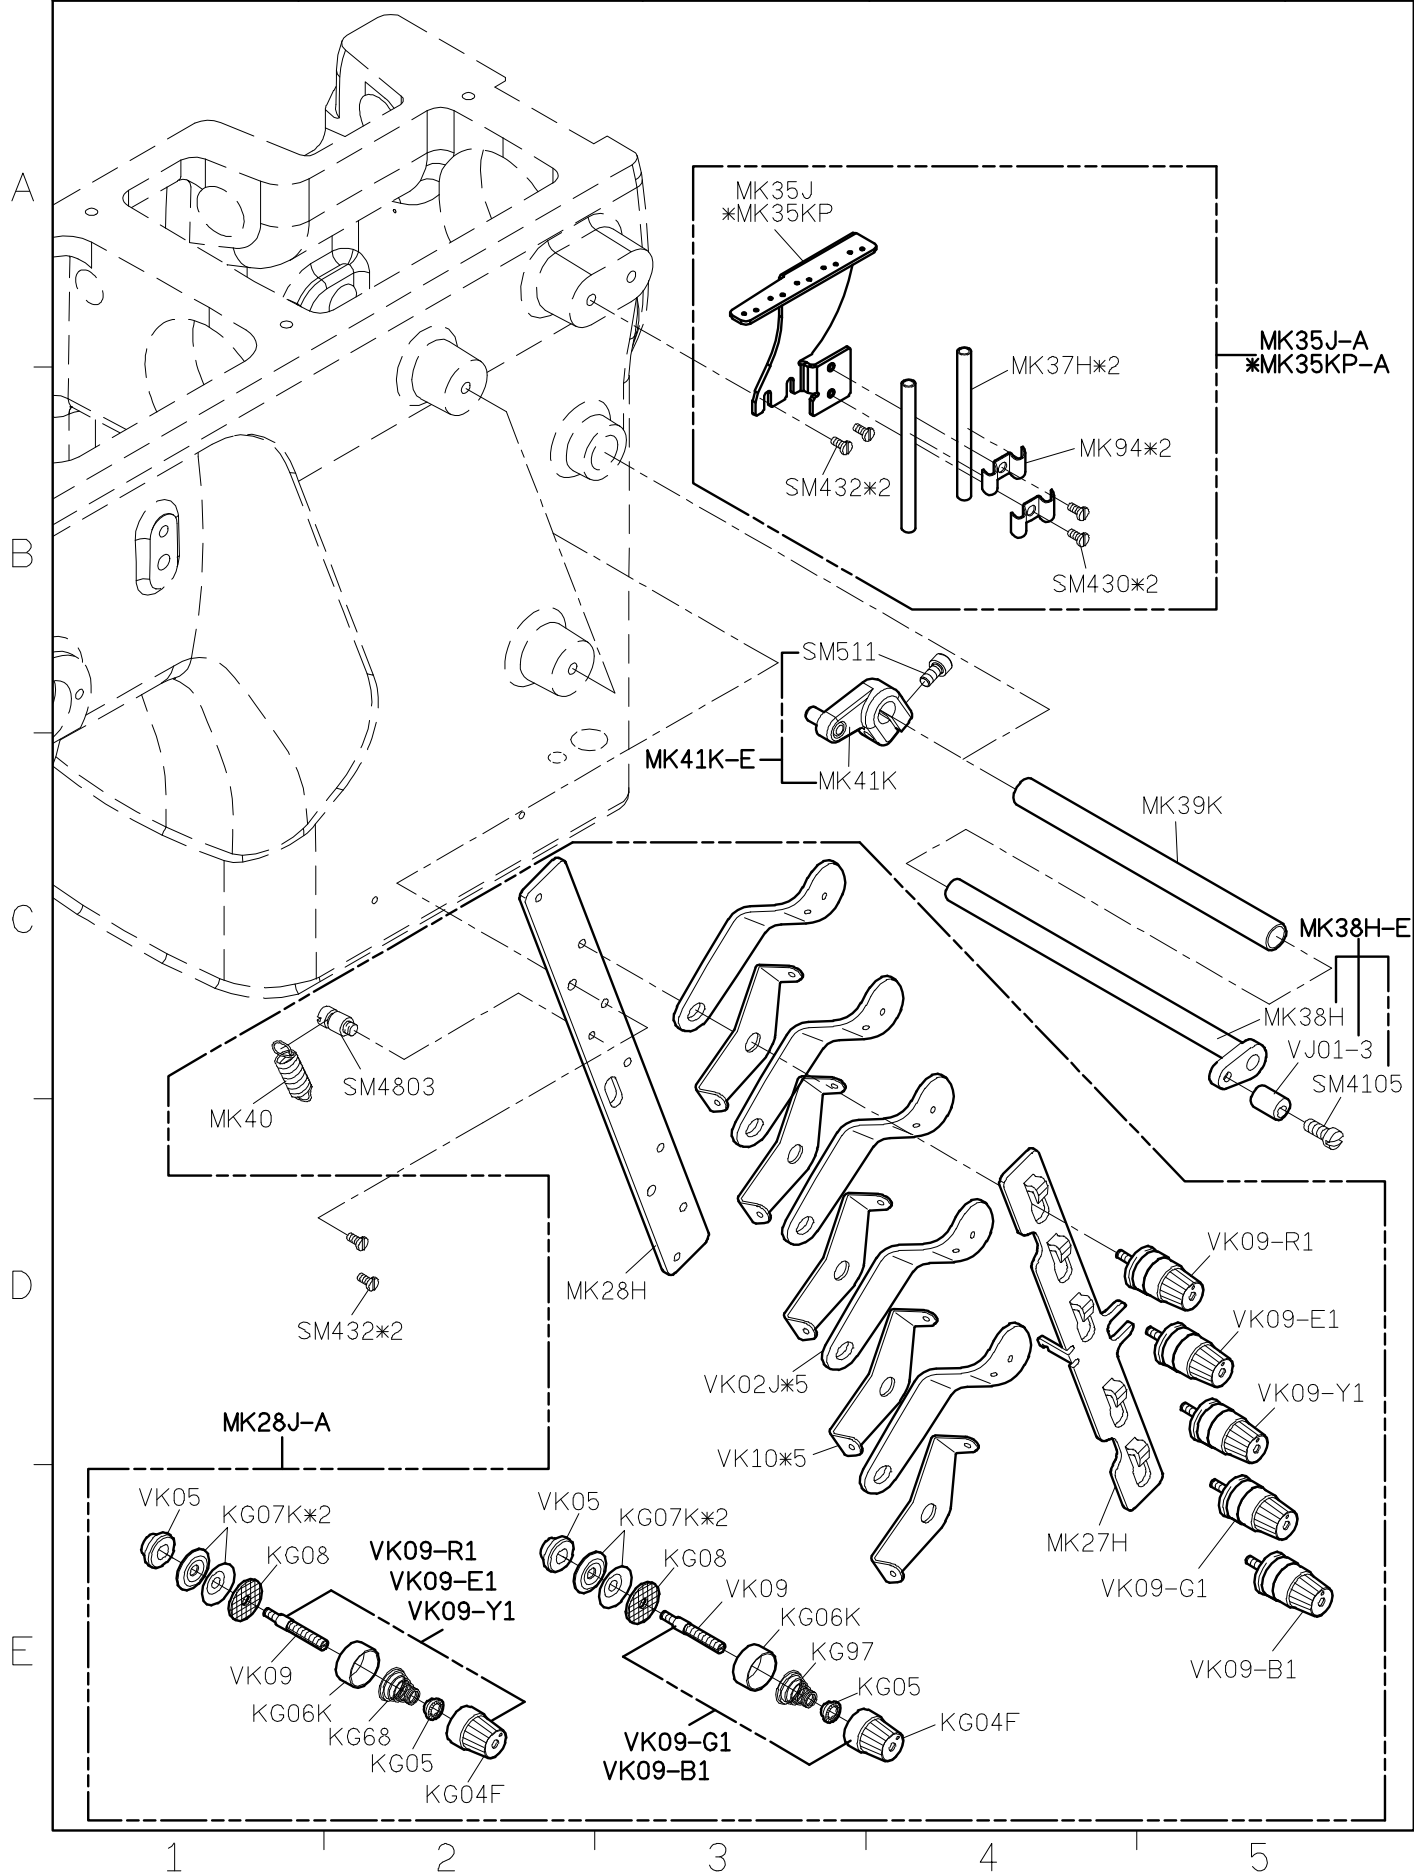 A
MK35J
*MK35KP
MK35J-A
*MK35KP-A
MK37H*2
MK94*2
SM432*2
B
SM430*2
SM511
MK41K-E
MK41K
MK39K
C
MK38H-E
MK38H
VJ01-3
SM4105
SM4803
MK40
VK09-R1
D
MK28H
VK09-E1
SM432*2
VK02J*5
VK09-Y1
MK28J-A
VK10*5
MK27H
VK09-G1
VK09-B1
VK05
KG07K*2
KG08
VK09-R1
VK09-E1
VK09-Y1
VK09
KG06K
KG68
KG05
KG04F
VK05
KG07K*2
KG08
VK09
KG06K
KG97
KG05
KG04F
VK09-G1
VK09-B1
E
1
2
3
4
5